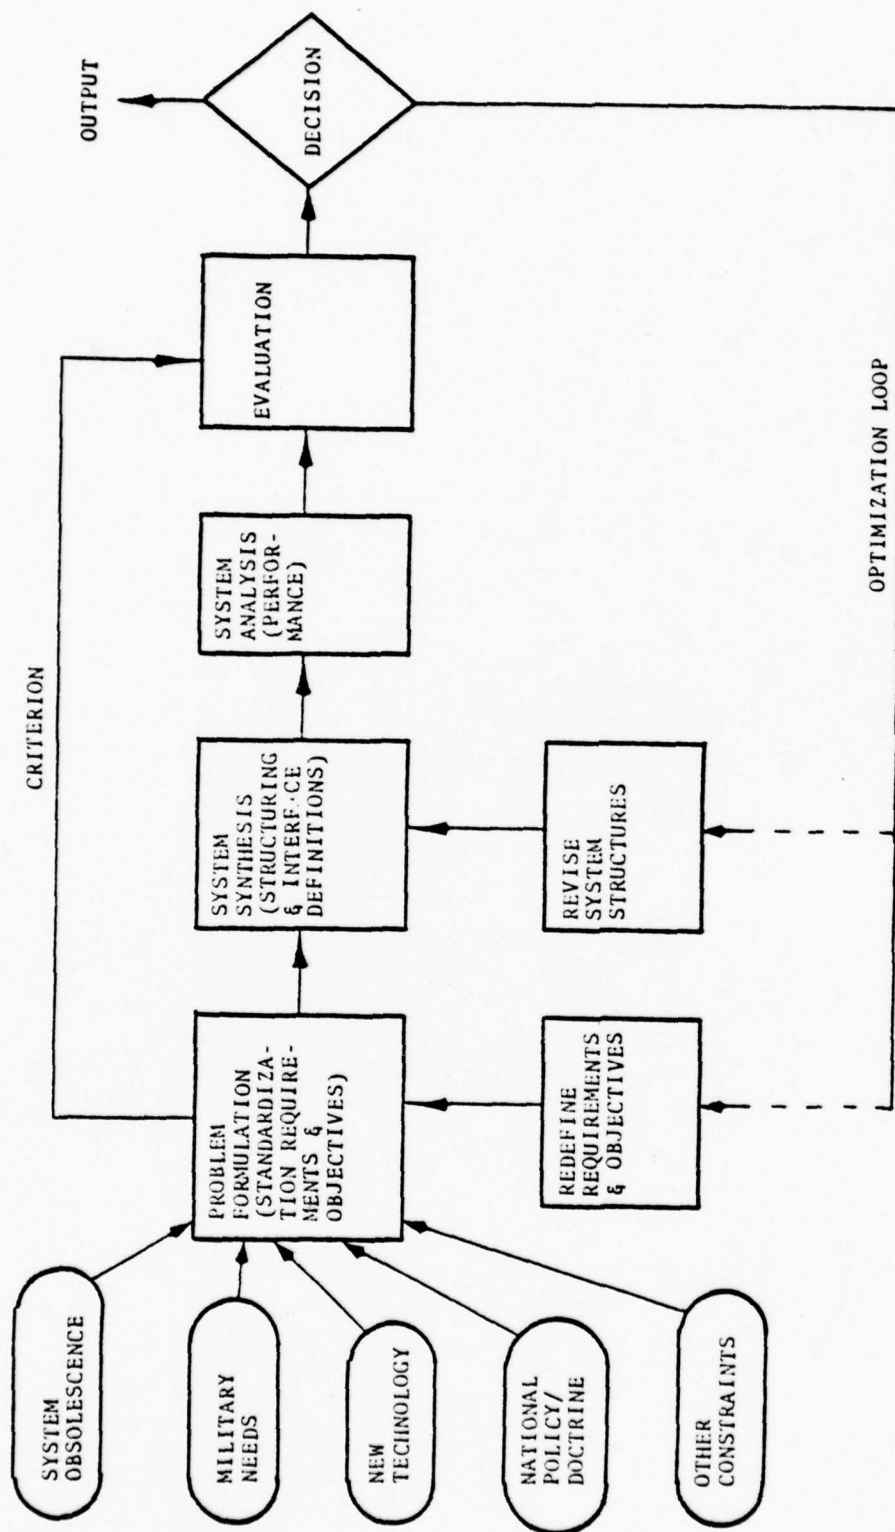 SYSTEM
OBSOLESCENCE
MILITARY
NEEDS
NEW
TECHNOLOGY
NATIONAL
POLICY/
DOCTRINE
OTHER
CONSTRAINTS
CRITERION
PROBLEM
FORMULATION
(STANDARDIZA-
TION REQUIRE-
MENTS &
OBJECTIVES)
SYSTEM
SYNTHESIS
(STRUCTURING
& INTERFACE
DEFINITIONS)
SYSTEM
ANALYSIS
(PERFOR-
MANCE)
EVALUATION
DECISION
OUTPUT
REDEFINE
REQUIREMENTS
& OBJECTIVES
REVISE
SYSTEM
STRUCTURES
OPTIMIZATION LOOP